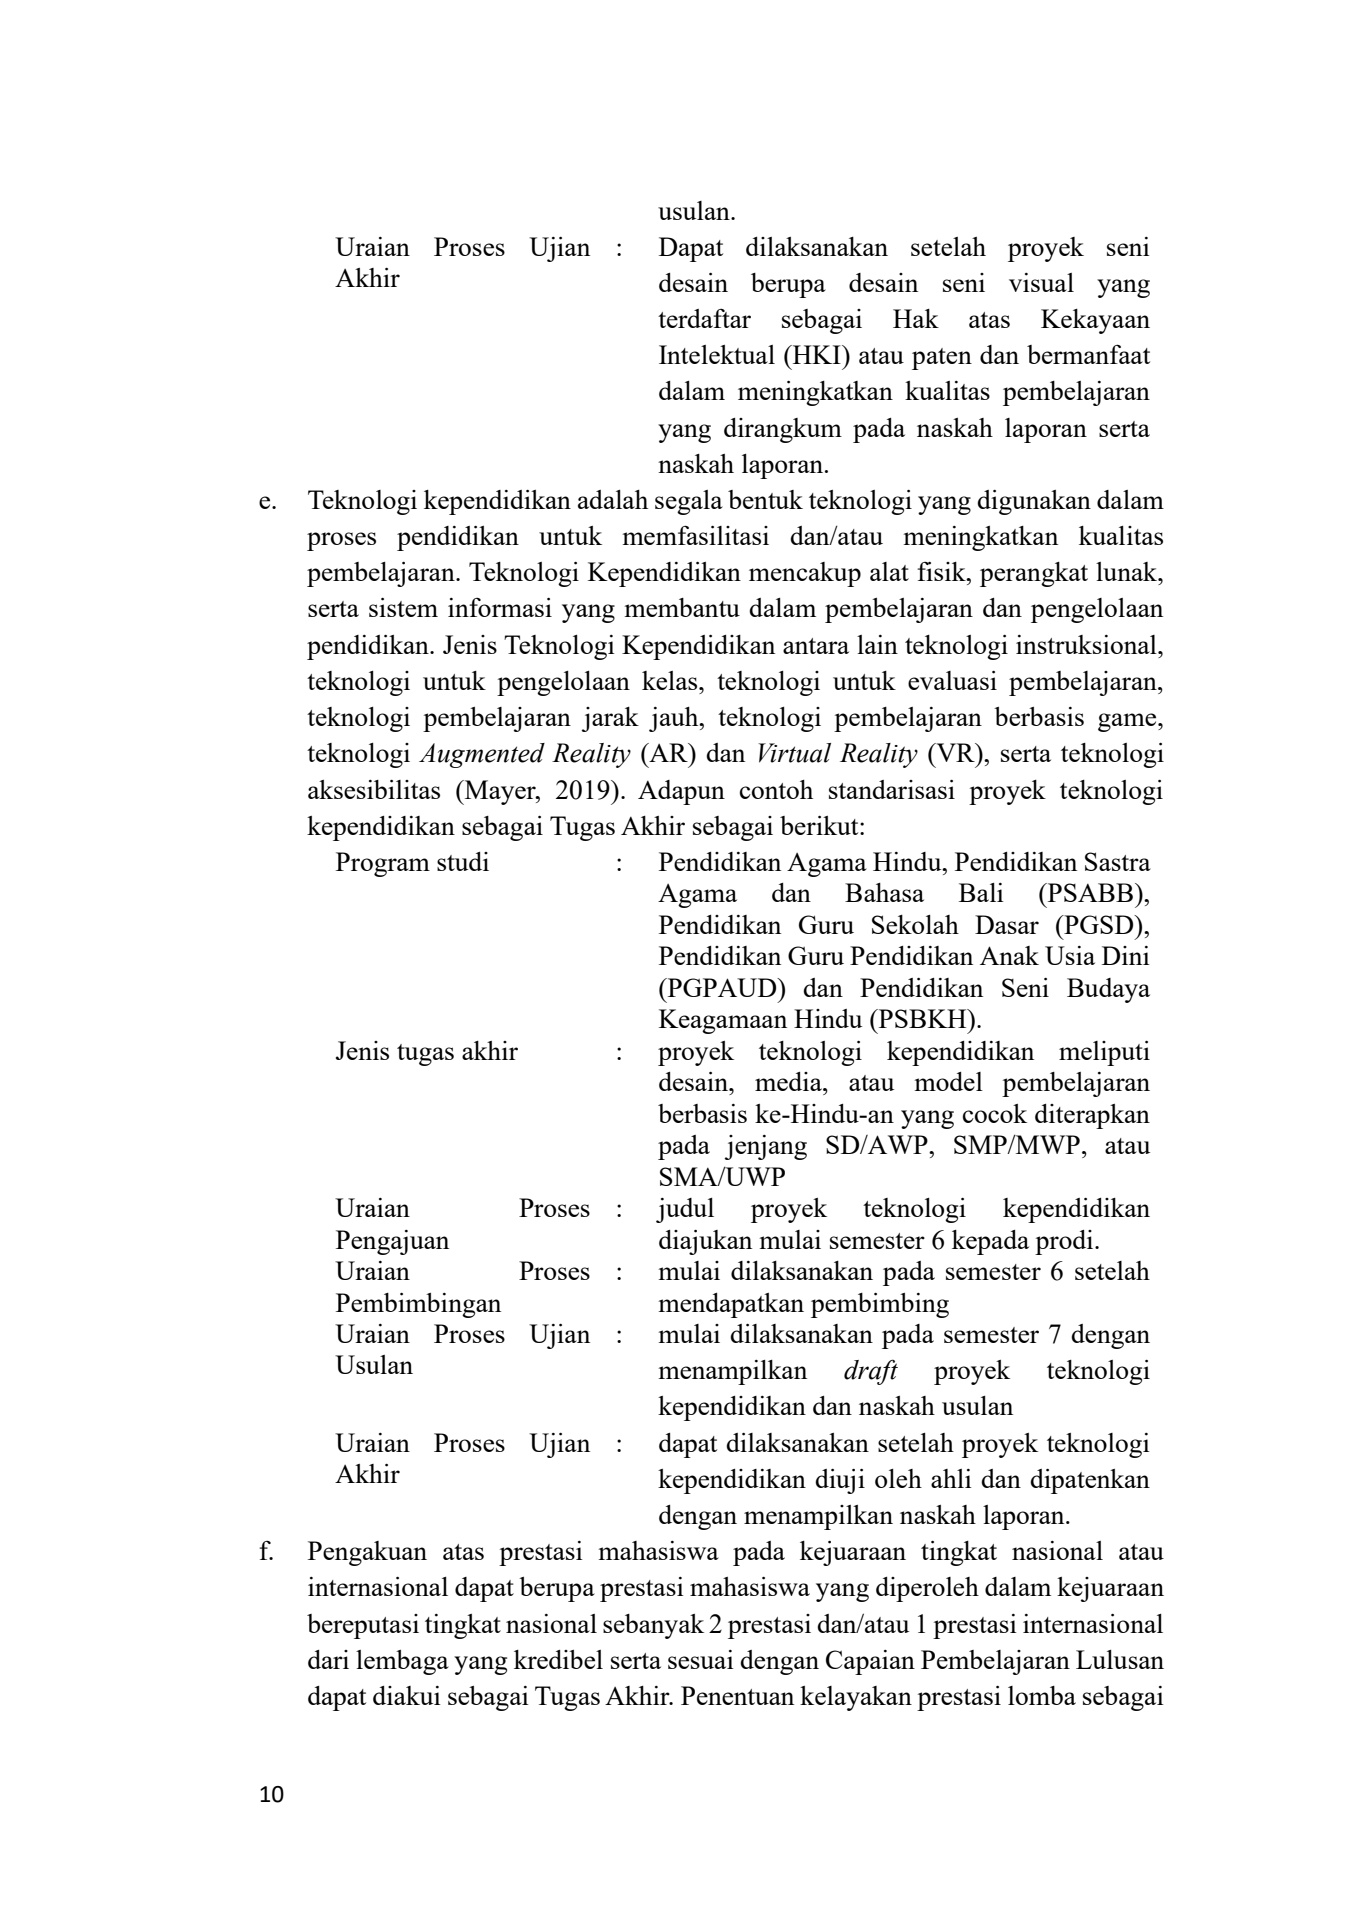 usulan.
Uraian Proses Ujian : Dapat dilaksanakan setelah proyek seni
Akhir desain berupa desain seni visual yang
terdaftar sebagai Hak atas Kekayaan
Intelektual (HKI) atau paten dan bermanfaat
dalam meningkatkan kualitas pembelajaran
yang dirangkum pada naskah laporan serta
naskah laporan.
e. Teknologi kependidikan adalah segala bentuk teknologi yang digunakan dalam
proses pendidikan untuk memfasilitasi dan/atau meningkatkan kualitas
pembelajaran. Teknologi Kependidikan mencakup alat fisik, perangkat lunak,
serta sistem informasi yang membantu dalam pembelajaran dan pengelolaan
pendidikan. Jenis Teknologi Kependidikan antara lain teknologi instruksional,
teknologi untuk pengelolaan kelas, teknologi untuk evaluasi pembelajaran,
teknologi pembelajaran jarak jauh, teknologi pembelajaran berbasis game,
teknologi Augmented Reality (AR) dan Virtual Reality (VR), serta teknologi
aksesibilitas (Mayer, 2019). Adapun contoh standarisasi proyek teknologi
kependidikan sebagai Tugas Akhir sebagai berikut:
Program studi : Pendidikan Agama Hindu, Pendidikan Sastra
Agama dan Bahasa Bali (PSABB),
Pendidikan Guru Sekolah Dasar (PGSD),
Pendidikan Guru Pendidikan Anak Usia Dini
(PGPAUD) dan Pendidikan Seni Budaya
Keagamaan Hindu (PSBKH).
Jenis tugas akhir : proyek teknologi kependidikan meliputi
desain, media, atau model pembelajaran
berbasis ke-Hindu-an yang cocok diterapkan
pada jenjang SD/AWP, SMP/MWP, atau
SMA/UWP
Uraian Proses : judul proyek teknologi kependidikan
Pengajuan diajukan mulai semester 6 kepada prodi.
Uraian Proses : mulai dilaksanakan pada semester 6 setelah
Pembimbingan mendapatkan pembimbing
Uraian Proses Ujian : mulai dilaksanakan pada semester 7 dengan
Usulan menampilkan draft proyek teknologi
kependidikan dan naskah usulan
Uraian Proses Ujian : dapat dilaksanakan setelah proyek teknologi
Akhir kependidikan diuji oleh ahli dan dipatenkan
dengan menampilkan naskah laporan.
f. Pengakuan atas prestasi mahasiswa pada kejuaraan tingkat nasional atau
internasional dapat berupa prestasi mahasiswa yang diperoleh dalam kejuaraan
bereputasi tingkat nasional sebanyak 2 prestasi dan/atau 1 prestasi internasional
dari lembaga yang kredibel serta sesuai dengan Capaian Pembelajaran Lulusan
dapat diakui sebagai Tugas Akhir. Penentuan kelayakan prestasi lomba sebagai
10